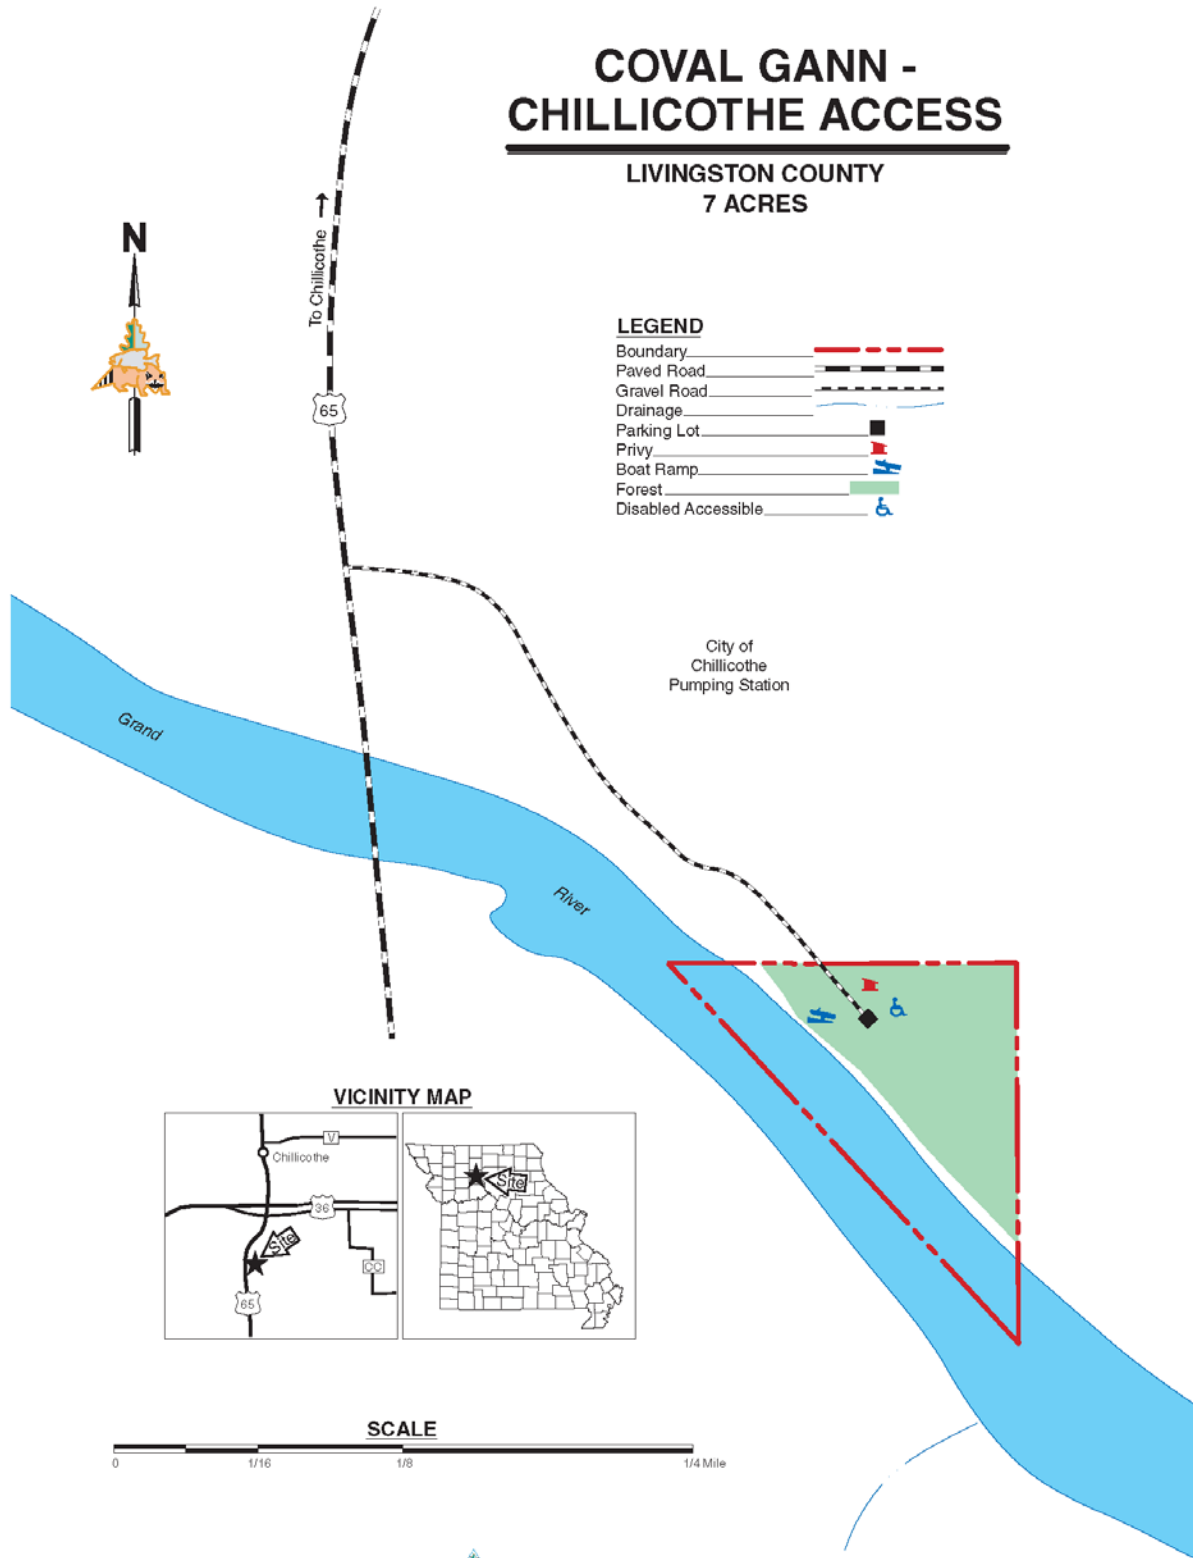 COVAL GANN -
CHILLICOTHE ACCESS
LIVINGSTON COUNTY
7 ACRES
N
To Chillicothe
65
LEGEND
Boundary
Paved Road
Gravel Road
Drainage
Parking Lot
Privy
Boat Ramp
Forest
Disabled Accessible
City of
Chillicothe
Pumping Station
Grand
River
VICINITY MAP
V
Chillicothe
36
Site
CC
65
Site
SCALE
0 1/16 1/8 1/4 Mile